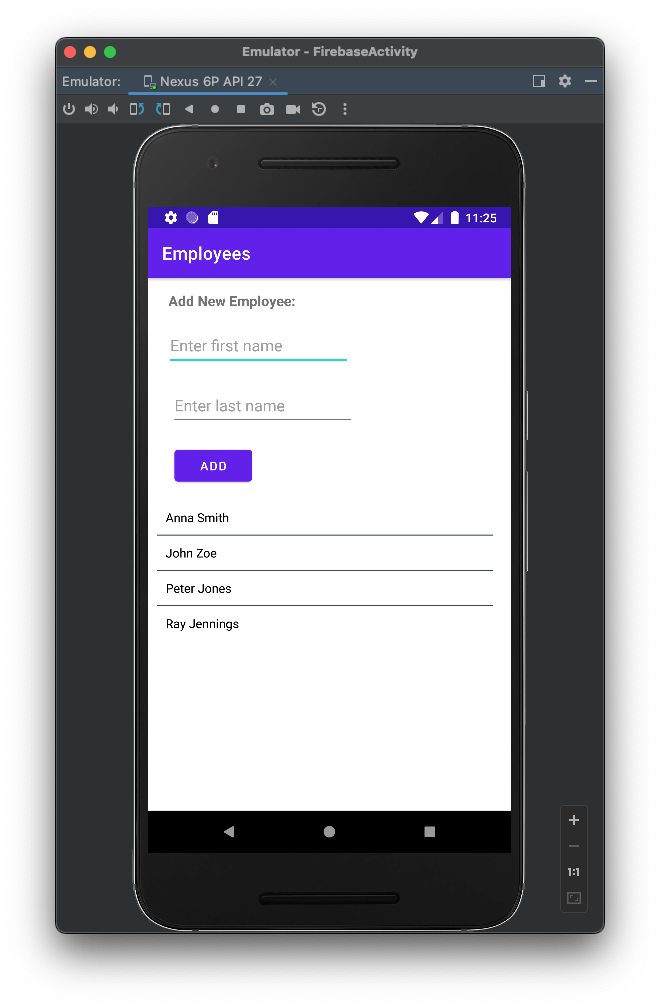 Emulator - FirebaseActivity
Emulator: Nexus 6P API 27
11:25
Employees
Add New Employee:
Enter first name
Enter last name
ADD
Anna Smith
John Zoe
Peter Jones
Ray Jennings
1:1